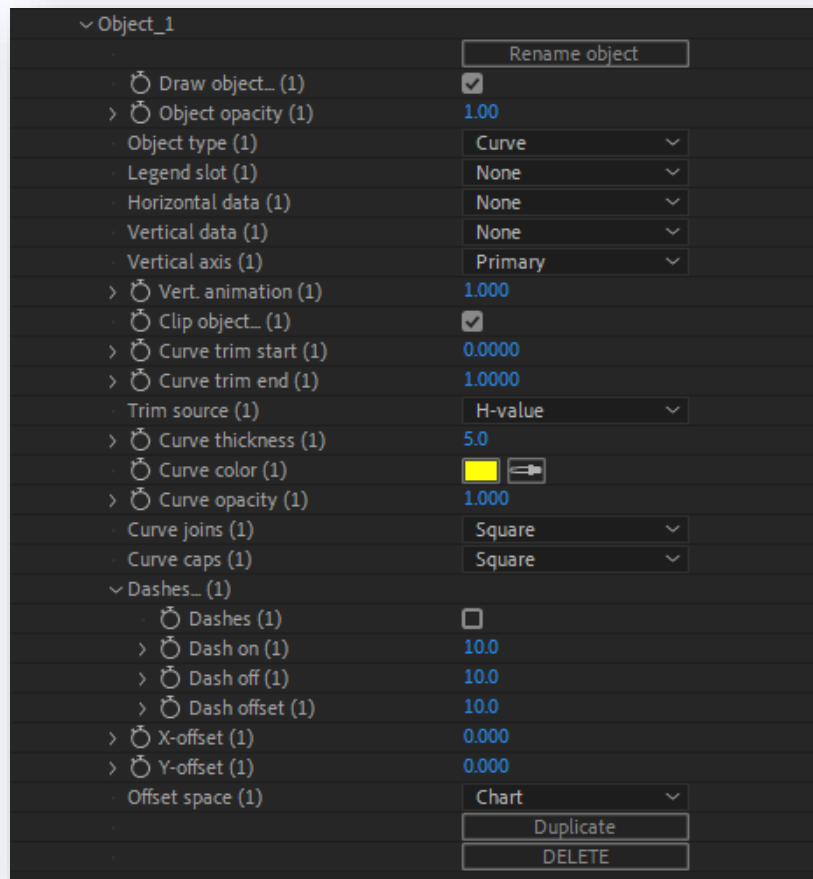 Object_1
Rename object
Draw object... (1)
Object opacity (1) 1.00
Object type (1) Curve
Legend slot (1) None
Horizontal data (1) None
Vertical data (1) None
Vertical axis (1) Primary
Vert. animation (1) 1.000
Clip object... (1)
Curve trim start (1) 0.0000
Curve trim end (1) 1.0000
Trim source (1) H-value
Curve thickness (1) 5.0
Curve color (1)
Curve opacity (1) 1.000
Curve joins (1) Square
Curve caps (1) Square
Dashes... (1)
Dashes (1)
Dash on (1) 10.0
Dash off (1) 10.0
Dash offset (1) 10.0
X-offset (1) 0.000
Y-offset (1) 0.000
Offset space (1) Chart
Duplicate
DELETE